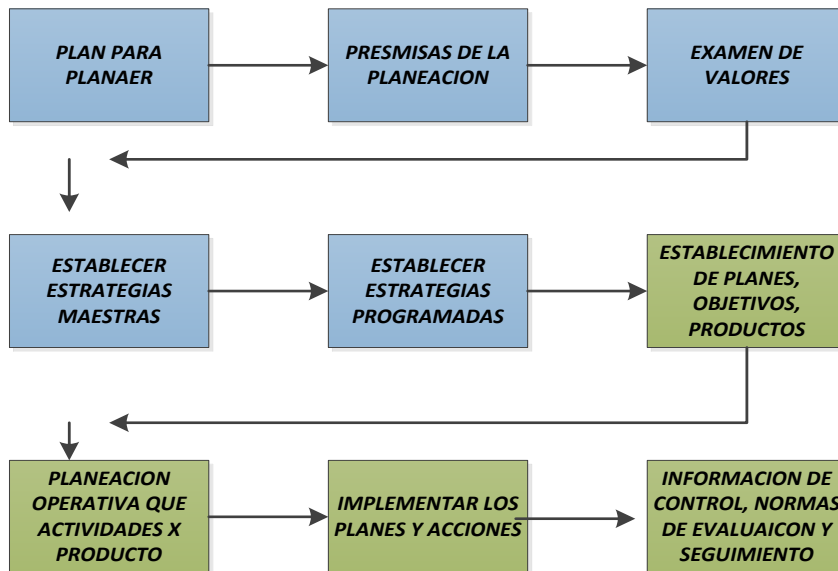 PLAN PARA
PLANAER
PRESMISAS DE LA
PLANEACION
EXAMEN DE
VALORES
ESTABLECER
ESTRATEGIAS
MAESTRAS
ESTABLECER
ESTRATEGIAS
PROGRAMADAS
ESTABLECIMIENTO
DE PLANES,
OBJETIVOS,
PRODUCTOS
PLANEACION
OPERATIVA QUE
ACTIVIDADES X
PRODUCTO
IMPLEMENTAR LOS
PLANES Y ACCIONES
INFORMACION DE
CONTROL, NORMAS
DE EVALUAICON Y
SEGUIMIENTO